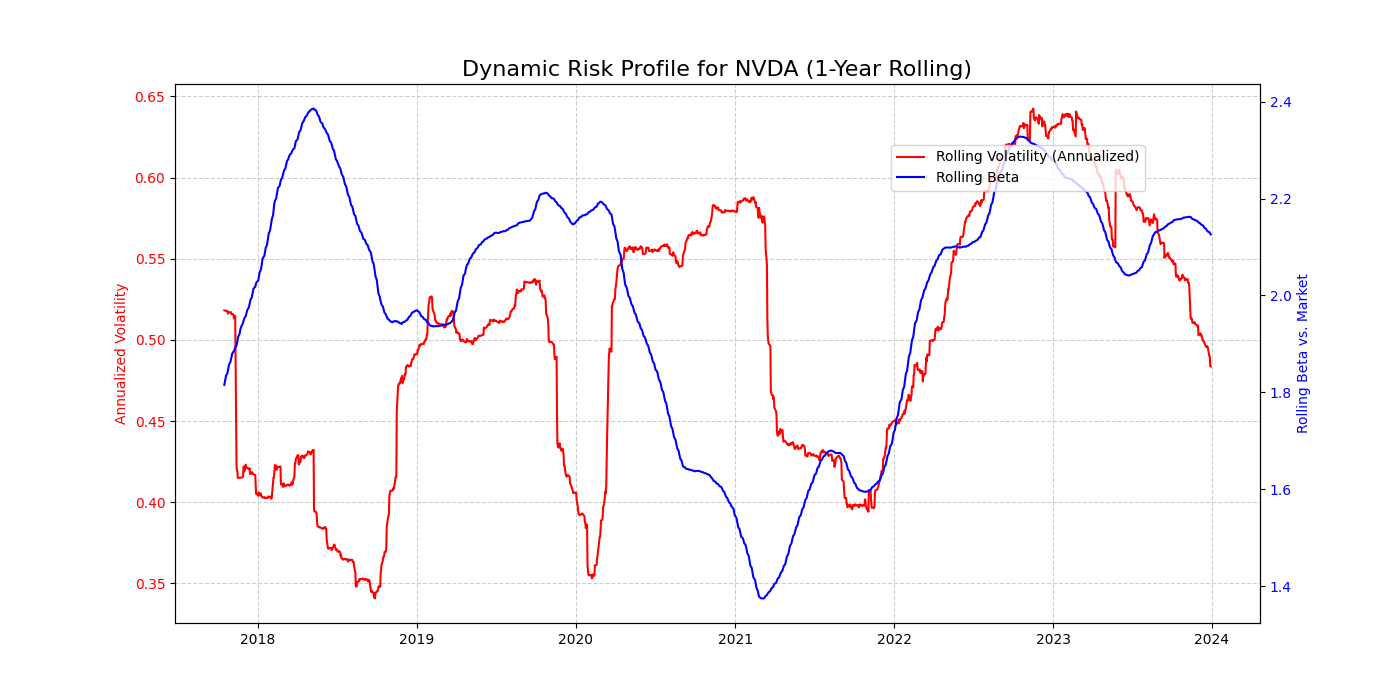 Dynamic Risk Profile for NVDA (1-Year Rolling)
Annualized Volatility
0.65
0.60
0.55
0.50
0.45
0.40
0.35
Rolling Volatility (Annualized)
Rolling Beta
2.4
2.2
2.0
1.8
1.6
1.4
Rolling Beta vs. Market
2018 2019 2020 2021 2022 2023 2024